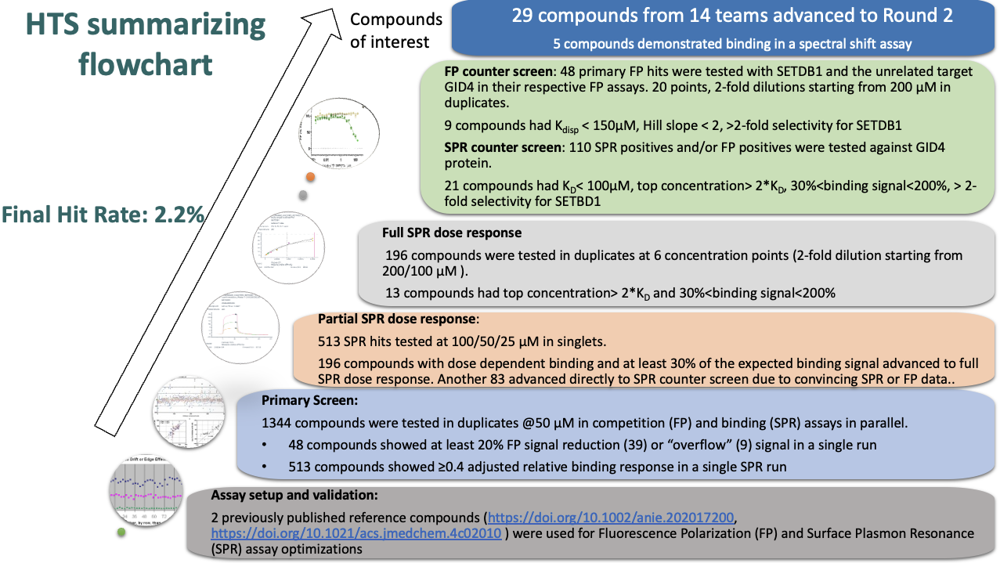 HTS summarizing
flowchart
Compounds
of interest
29 compounds from 14 teams advanced to Round 2
5 compounds demonstrated binding in a spectral shift assay
FP counter screen: 48 primary FP hits were tested with SETDB1 and the unrelated target
GID4 in their respective FP assays. 20 points, 2-fold dilutions starting from 200 µM in
duplicates.
9 compounds had Kdisp < 150µM, Hill slope < 2, >2-fold selectivity for SETDB1
SPR counter screen: 110 SPR positives and/or FP positives were tested against GID4
protein.
21 compounds had KD< 100µM, top concentration> 2*KD, 30%<binding signal<200%, > 2-
fold selectivity for SETBD1
Final Hit Rate: 2.2%
Full SPR dose response
196 compounds were tested in duplicates at 6 concentration points (2-fold dilution starting from
200/100 µM ).
13 compounds had top concentration> 2*KD and 30%<binding signal<200%
Partial SPR dose response:
513 SPR hits tested at 100/50/25 µM in singlets.
196 compounds with dose dependent binding and at least 30% of the expected binding signal advanced to full
SPR dose response. Another 83 advanced directly to SPR counter screen due to convincing SPR or FP data..
Primary Screen:
1344 compounds were tested in duplicates @50 µM in competition (FP) and binding (SPR) assays in parallel.
• 48 compounds showed at least 20% FP signal reduction (39) or “overflow” (9) signal in a single run
• 513 compounds showed ≥0.4 adjusted relative binding response in a single SPR run
Drift or Edge Effe
Assay setup and validation:
2 previously published reference compounds (https://doi.org/10.1002/anie.202017200,
https://doi.org/10.1021/acs.jmedchem.4c02010 ) were used for Fluorescence Polarization (FP) and Surface Plasmon Resonance
(SPR) assay optimizations